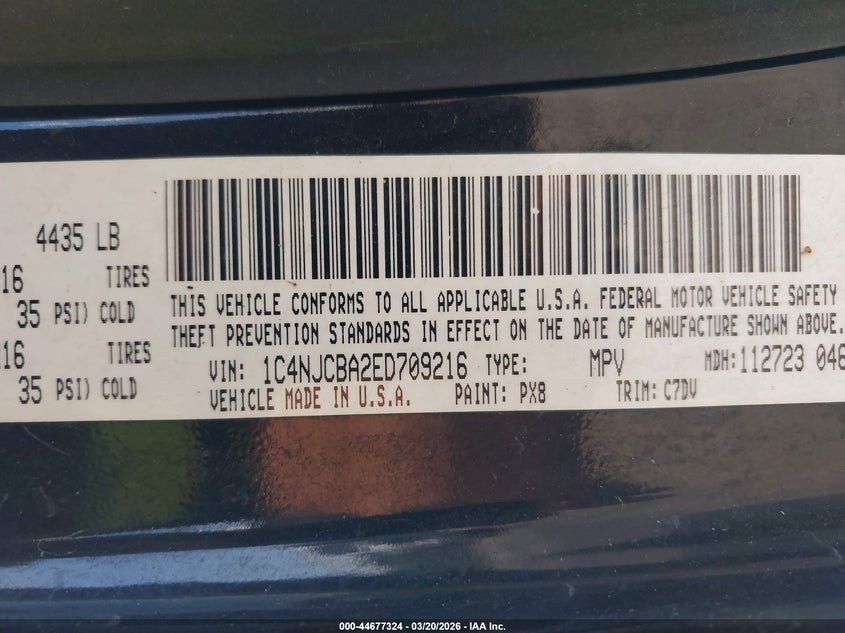 4435 LB
16 TIRES
35 PSI) COLD
16 TIRES
35 PSI) COLD
THIS VEHICLE CONFORMS TO ALL APPLICABLE U.S.A. FEDERAL MOTOR VEHICLE SAFETY
THEFT PREVENTION STANDARDS IN EFFECT ON THE DATE OF MANUFACTURE SHOWN ABOVE.
VIN: 1C4NJCBA2ED709216 TYPE: MPV MDH: 112723 046
VEHICLE MADE IN U.S.A. PAINT: PX8 TRIM: C7DV
000-44677324 | 03/20/2026 | IAA Inc.